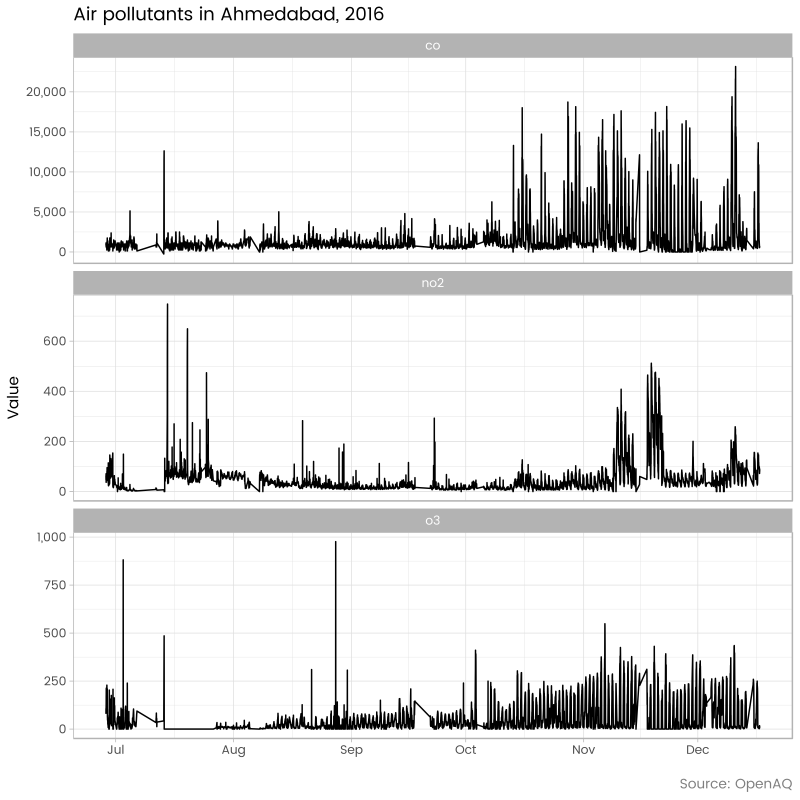 Air pollutants in Ahmedabad, 2016
co
20,000
15,000
10,000
5,000
0
no2
600
400
200
0
Value
o3
1,000
750
500
250
0
Jul Aug Sep Oct Nov Dec
Source: OpenAQ